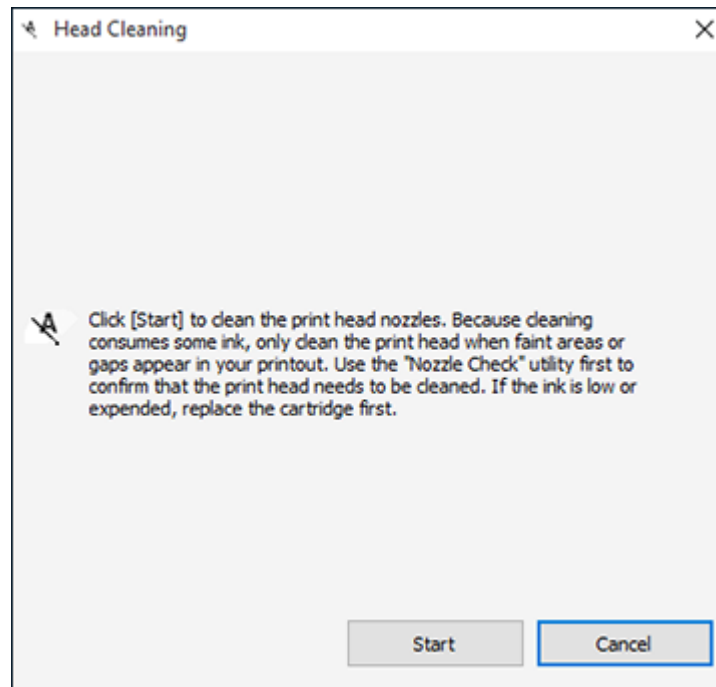 Head Cleaning
Click [Start] to clean the print head nozzles. Because cleaning
consumes some ink, only clean the print head when faint areas or
gaps appear in your printout. Use the "Nozzle Check" utility first to
confirm that the print head needs to be cleaned. If the ink is low or
expended, replace the cartridge first.
Start
Cancel